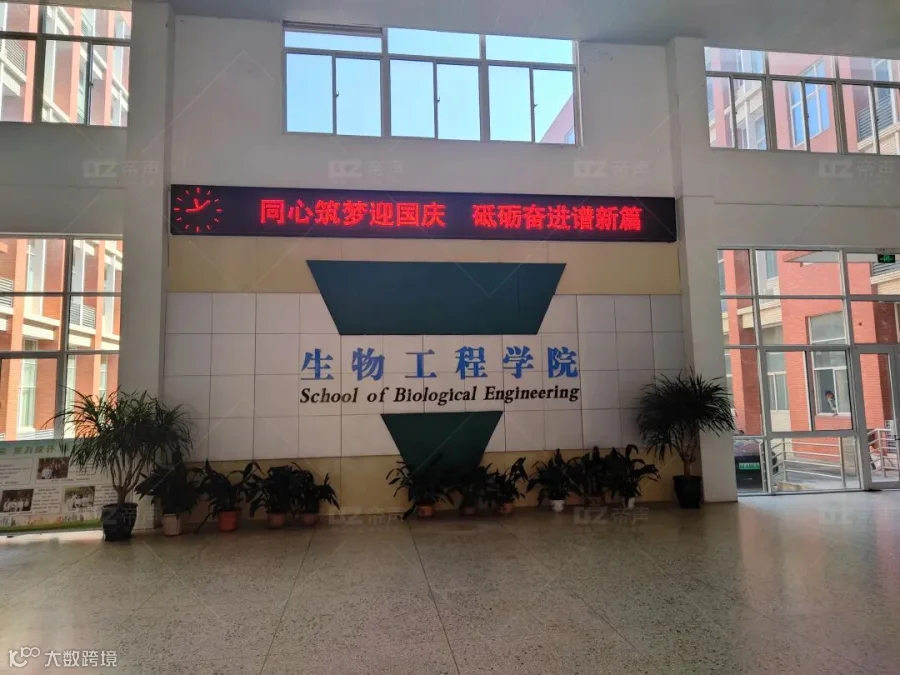 同心筑梦迎国庆 砥砺奋进谱新篇
生物工程学院
School of Biological Engineering
大数跨境